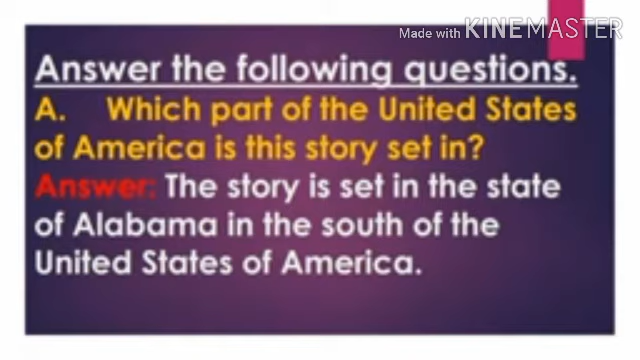 Made with KINEMASTER
Answer the following questions.
A. Which part of the United States
of America is this story set in?
Answer: The story is set in the state
of Alabama in the south of the
United States of America.